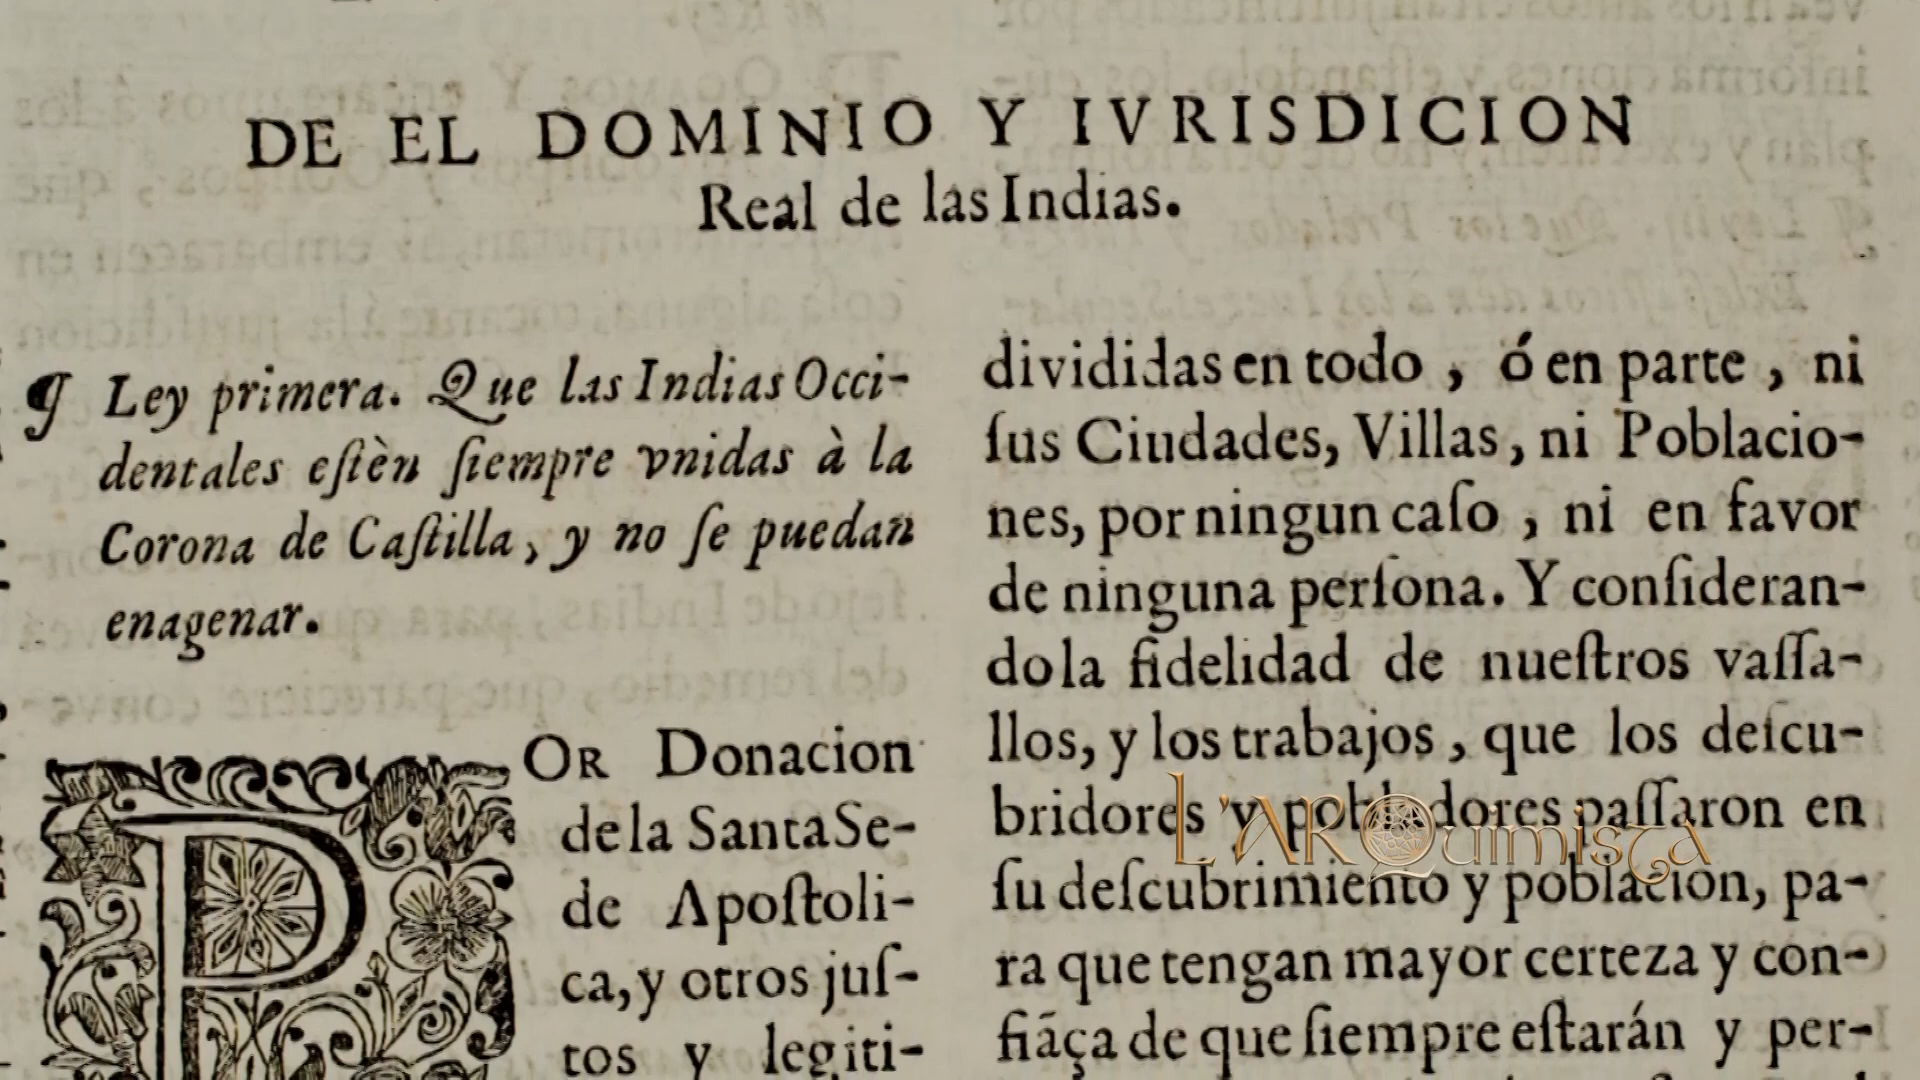 DE EL DOMINIO Y IVRISDICION
Real de las Indias.
¶ Ley primera. Que las Indias Occi-
dentales eſtèn ſiempre vnidas à la
Corona de Caſtilla, y no ſe puedan
enagenar.
POR Donacion
de la Santa Se-
de Apoſtoli-
ca, y otros juſ-
tos y legiti-
divididas en todo, ó en parte, ni
ſus Ciudades, Villas, ni Poblacio-
nes, por ningun caſo, ni en favor
de ninguna perſona. Y conſideran-
do la fidelidad de nueſtros vaſſa-
llos, y los trabajos, que los deſcu-
bridores y pobladores paſſaron en
ſu deſcubrimiento y poblacion, pa-
ra que tengan mayor certeza y con-
fiãça de que ſiempre eſtarán y per-
L'ARQuimista